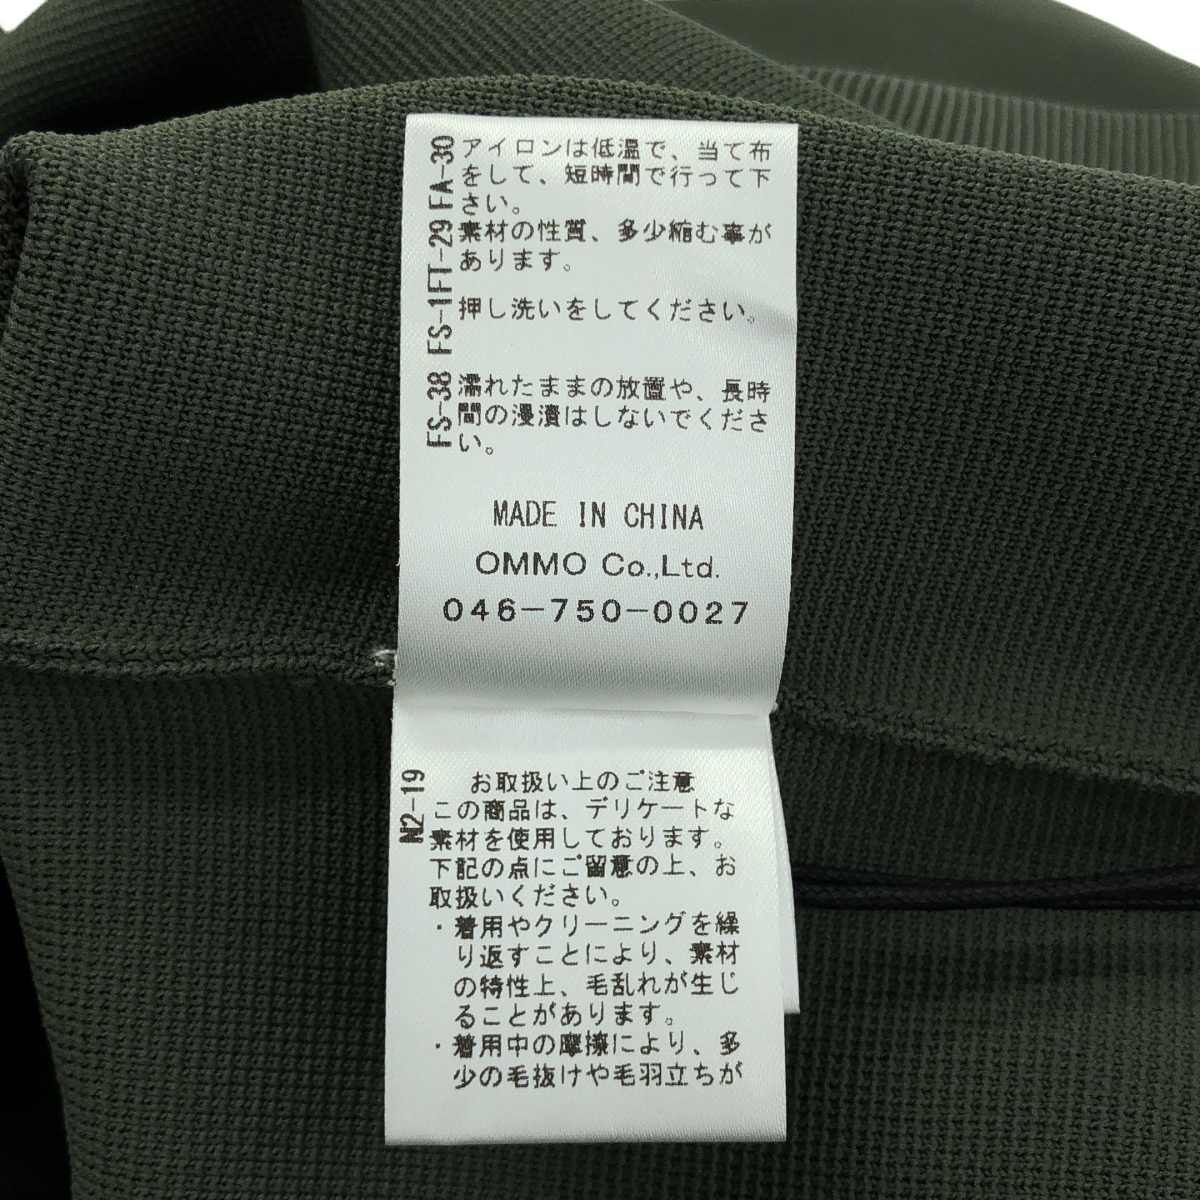 アイロンは低温で、当て布
をして、短時間で行って下
さい。
素材の性質、多少縮む事が
あります。
押し洗いをしてください。
濡れたままの放置や、長時
間の浸漬はしないでくださ
い。
FS-38 FS-1FT-29 FA-30
MADE IN CHINA
OMMO Co.,Ltd.
046-750-0027
N2-19
お取扱い上のご注意
この商品は、デリケートな
素材を使用しております。
下記の点にご留意の上、お
取扱いください。
・着用やクリーニングを繰
り返すことにより、素材
の特性上、毛乱れが生じ
ることがあります。
・着用中の摩擦により、多
少の毛抜けや毛羽立ちが